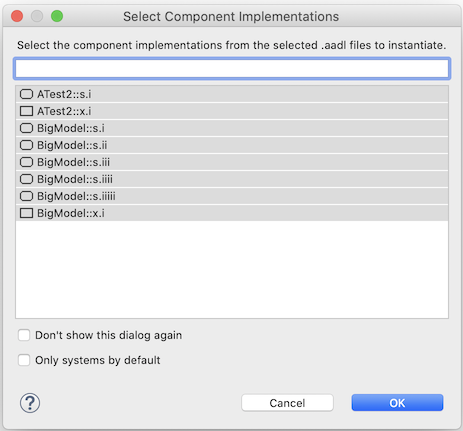 Select Component Implementations
Select the component implementations from the selected .aadl files to instantiate.
ATest2::s.i
ATest2::x.i
BigModel::s.i
BigModel::s.ii
BigModel::s.iii
BigModel::s.iiii
BigModel::s.iiiii
BigModel::x.i
Don't show this dialog again
Only systems by default
?
Cancel
OK